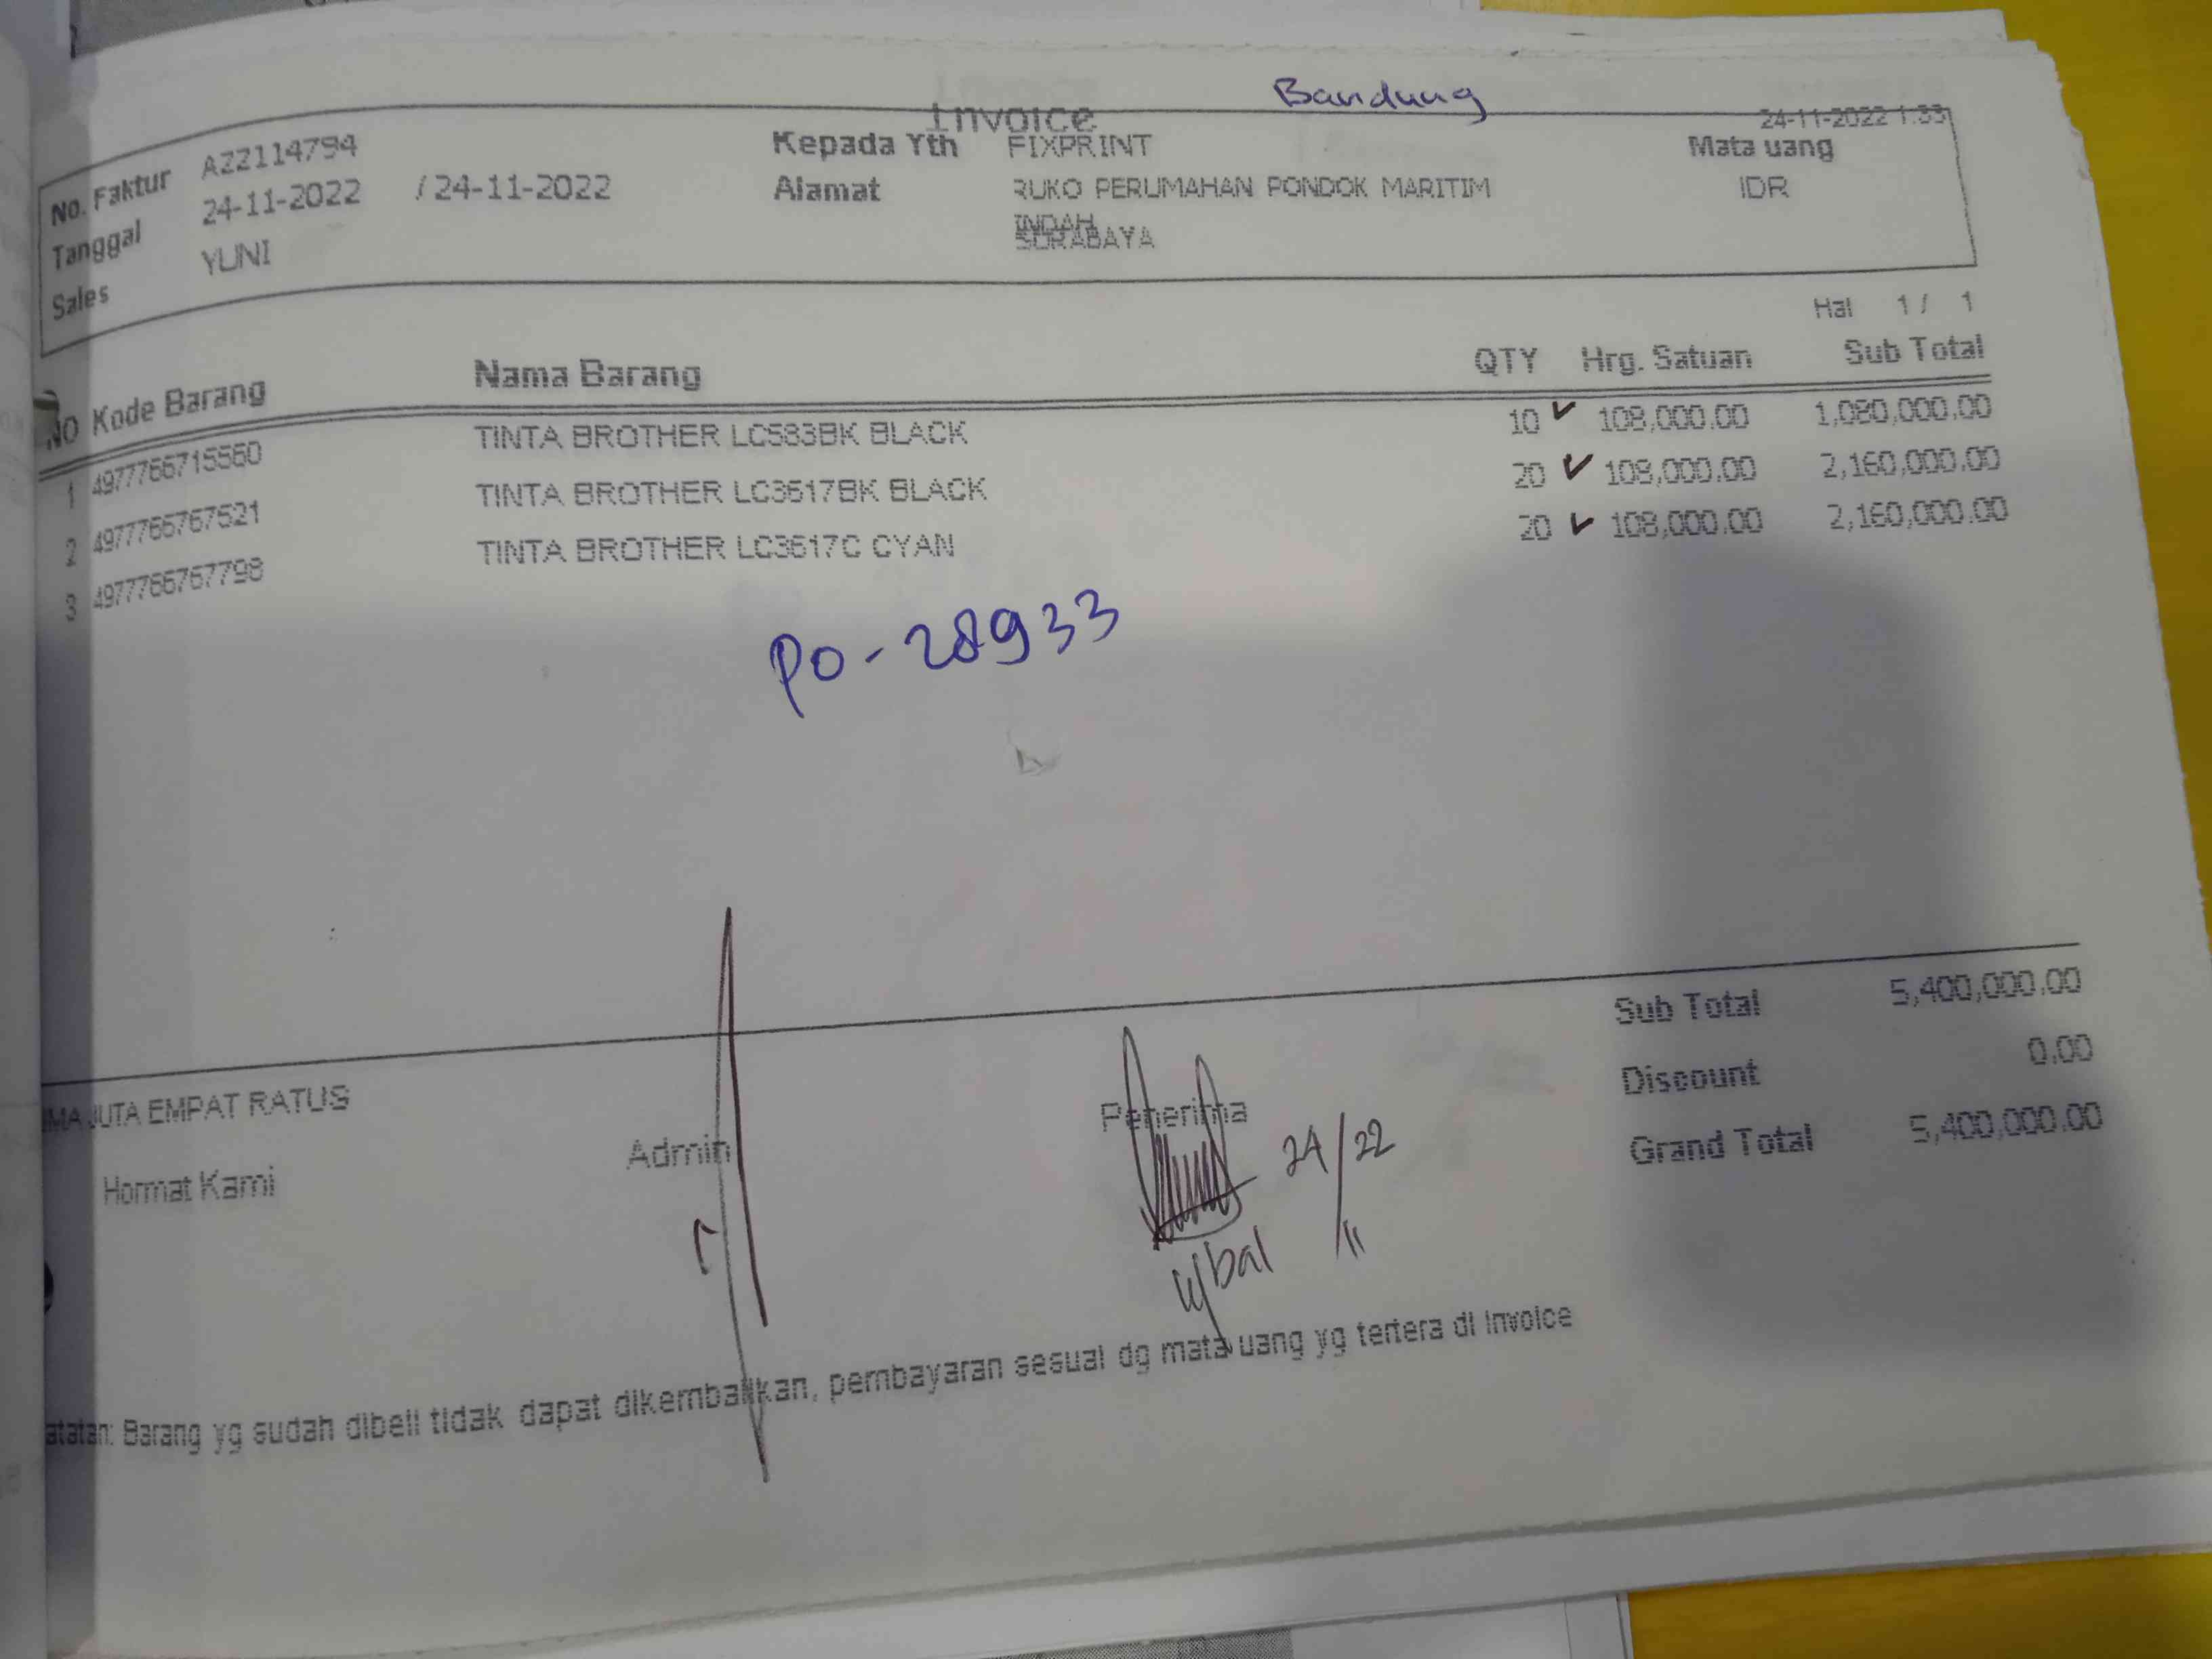 Bandung
Invoice
24-11-2022 1:33
No. Faktur AZZ114794 Kepada Yth FIXPRINT Mata uang
Tanggal 24-11-2022 / 24-11-2022 Alamat RUKO PERUMAHAN PONDOK MARITIM IDR
INDAH
SURABAYA
Sales YUNI
Hal 1 / 1
NO Kode Barang Nama Barang QTY Hrg. Satuan Sub Total
1 4977766715560 TINTA BROTHER LC583BK BLACK 10 ✓ 108,000.00 1,080,000.00
2 4977766767521 TINTA BROTHER LC3617BK BLACK 20 ✓ 108,000.00 2,160,000.00
3 4977766767798 TINTA BROTHER LC3617C CYAN 20 ✓ 108,000.00 2,160,000.00
PO-28933
Sub Total 5,400,000.00
Discount 0.00
Grand Total 5,400,000.00
JUTA EMPAT RATUS
Hormat Kami Admin Penerima
24/22
11
iqbal
Barang yg sudah dibeli tidak dapat dikembalikan, pembayaran sesuai dg mata uang yg tertera di invoice